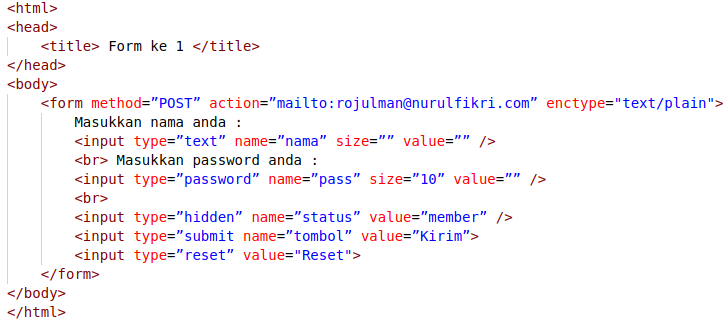 <html>
<head>
<title> Form ke 1 </title>
</head>
<body>
<form method=”POST” action=”mailto:rojulman@nurulfikri.com” enctype="text/plain">
Masukkan nama anda :
<input type=”text” name=”nama” size=”” value=”” />
<br> Masukkan password anda :
<input type=”password” name=”pass” size=”10” value=”” />
<br>
<input type=”hidden” name=”status” value=”member” />
<input type=”submit name=”tombol” value=”Kirim”>
<input type=”reset” value="Reset">
</form>
</body>
</html>